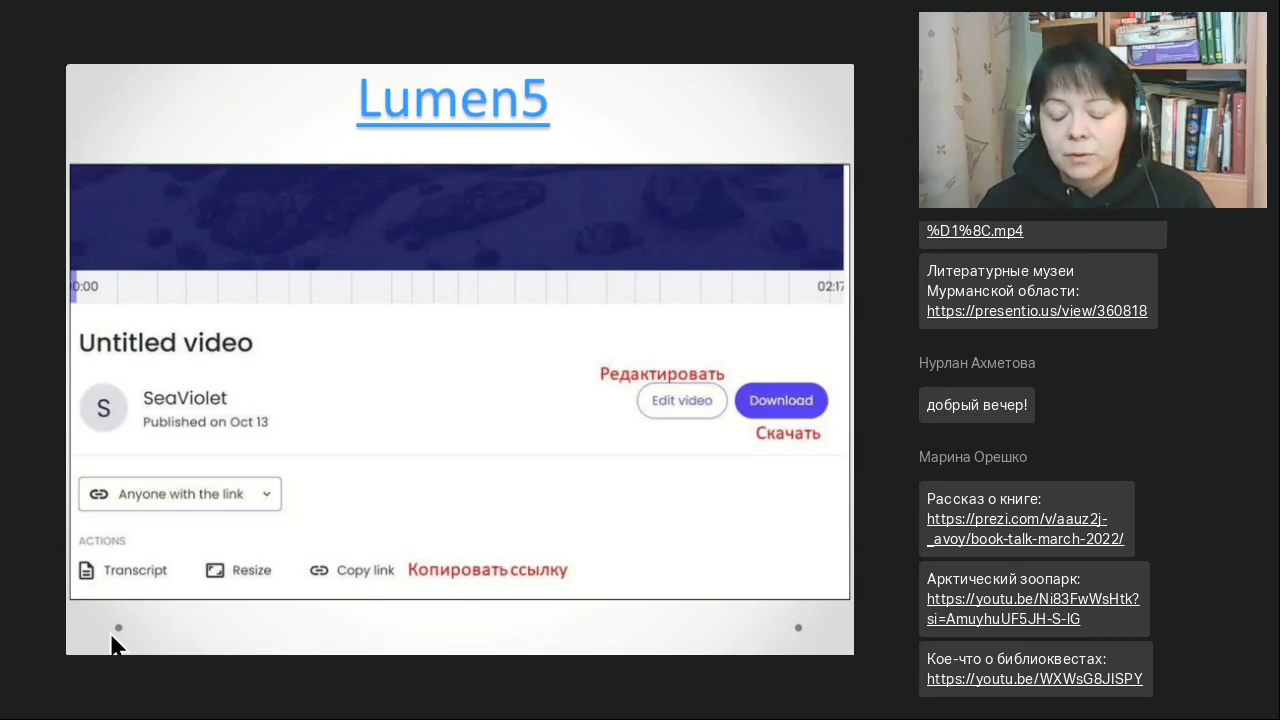 Lumen5
0:00
02:17
Untitled video
Редактировать
S
SeaViolet
Published on Oct 13
Edit video
Download
Скачать
Anyone with the link
ACTIONS
Transcript
Resize
Copy link
Копировать ссылку
%D1%8C.mp4
Литературные музеи
Мурманской области:
https://presentio.us/view/360818
Нурлан Ахметова
добрый вечер!
Марина Орешко
Рассказ о книге:
https://prezi.com/v/aauz2j-
_avoy/book-talk-march-2022/
Арктический зоопарк:
https://youtu.be/Ni83FwWsHtk?
si=AmuyhuUF5JH-S-lG
Кое-что о библиоквестах:
https://youtu.be/WXWsG8JISPY